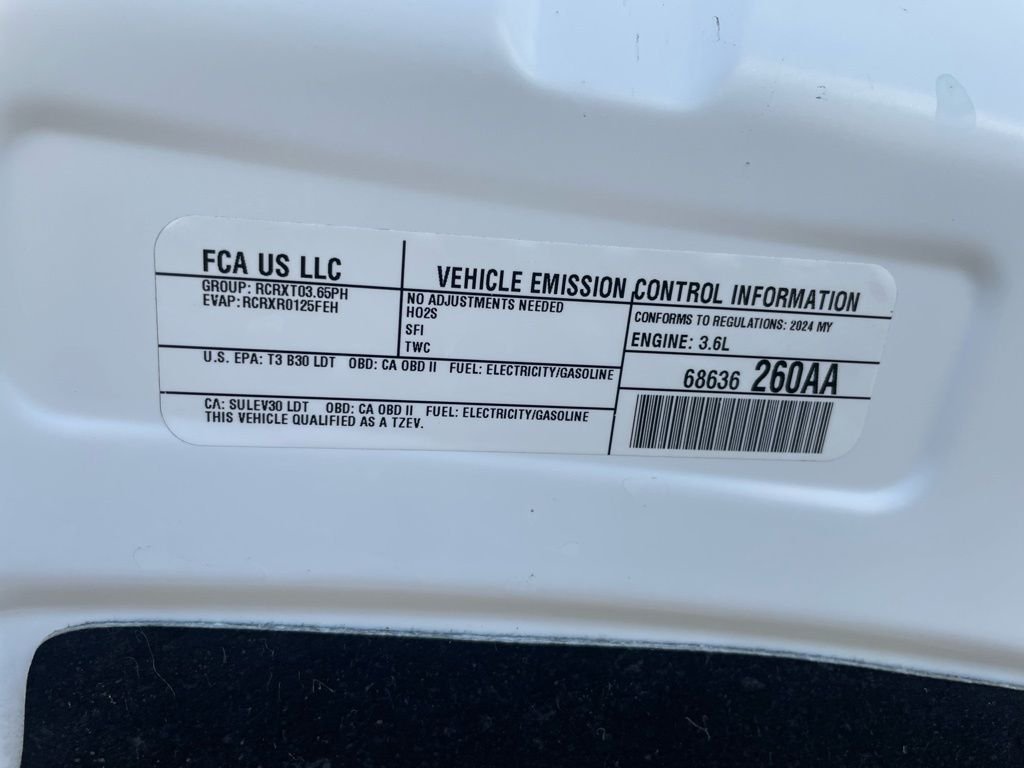 FCA US LLC
GROUP: RCRXT03.65PH
EVAP:RCRXR0125FEH
VEHICLE EMISSION CONTROL INFORMATION
NO ADJUSTMENTS NEEDED
HO2S
SFI
TWC
CONFORMS TO REGULATIONS: 2024 MY
ENGINE: 3.6L
U.S. EPA: T3 B30 LDT OBD: CA OBD II FUEL: ELECTRICITY/GASOLINE
68636 260AA
CA: SULEV30 LDT OBD: CA OBD II FUEL: ELECTRICITY/GASOLINE
THIS VEHICLE QUALIFIED AS A TZEV.